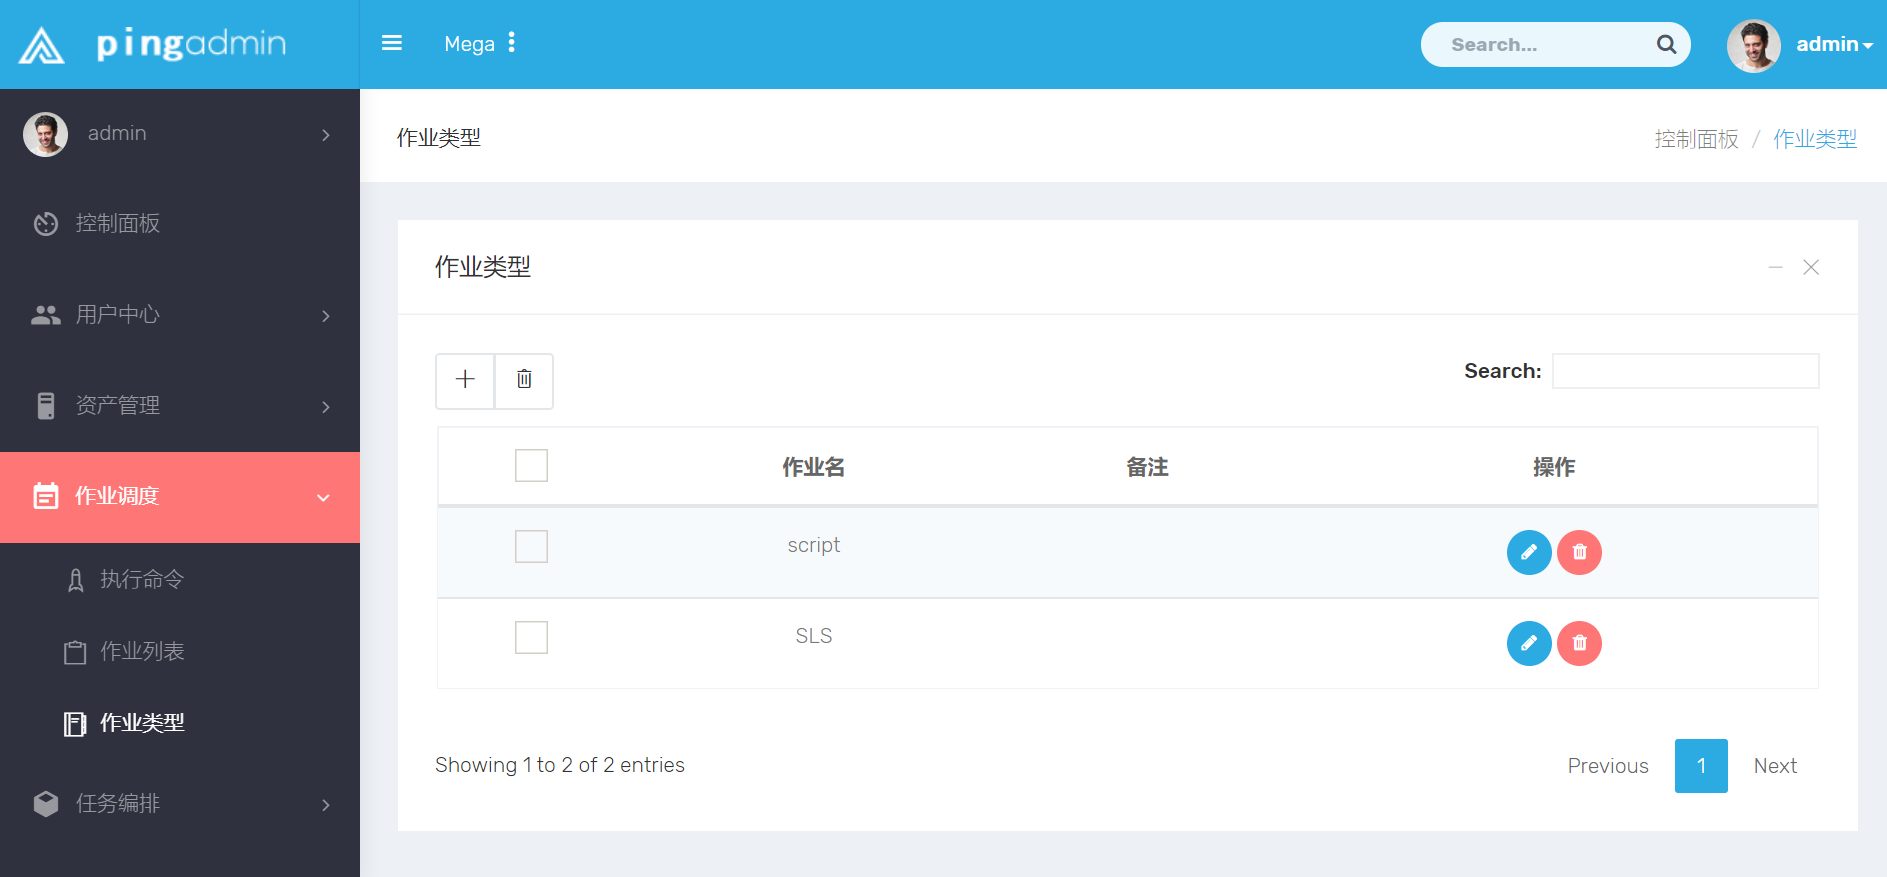 pingadmin
Mega
Search...
admin
admin
控制面板
用户中心
资产管理
作业调度
执行命令
作业列表
作业类型
任务编排
作业类型
控制面板 / 作业类型
作业类型
Search:
作业名 备注 操作
script
SLS
Showing 1 to 2 of 2 entries
Previous 1 Next